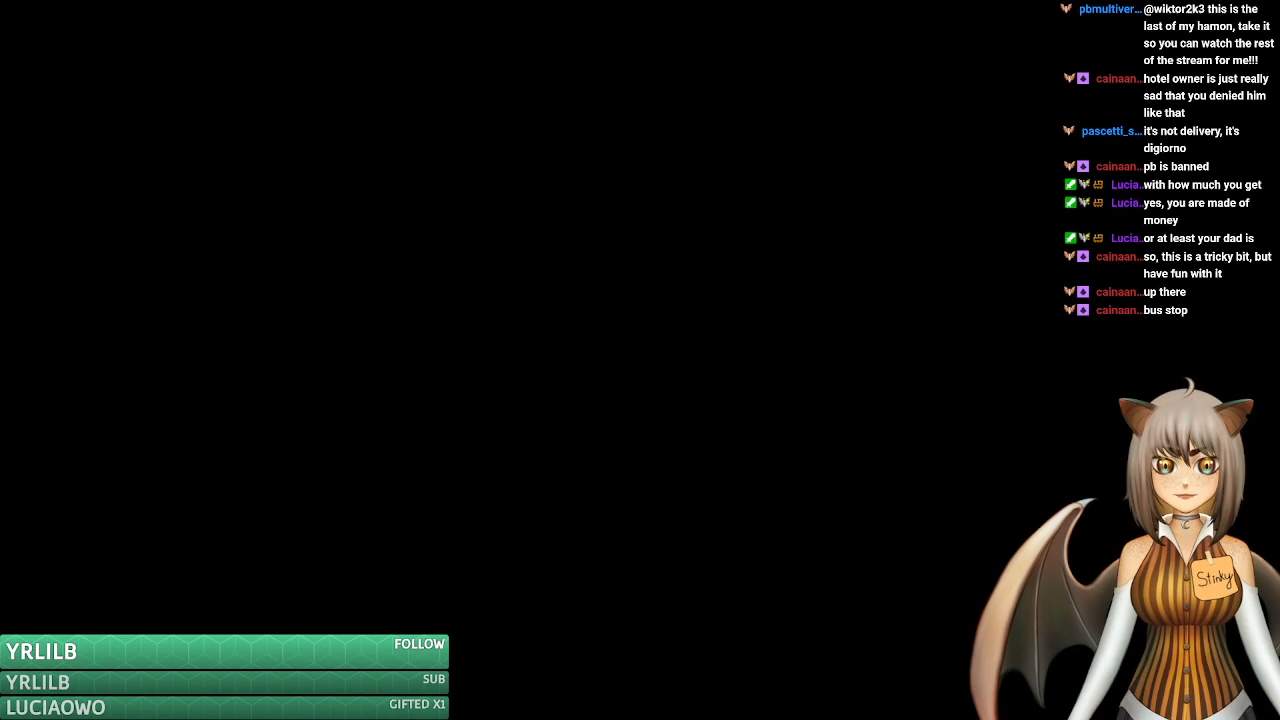 pbmultiver... @wiktor2k3 this is the
last of my hamon, take it
so you can watch the rest
of the stream for me!!!
cainaan... hotel owner is just really
sad that you denied him
like that
pascetti_s... it's not delivery, it's
digiorno
cainaan... pb is banned
Lucia... with how much you get
Lucia... yes, you are made of
money
Lucia... or at least your dad is
cainaan... so, this is a tricky bit, but
have fun with it
cainaan... up there
cainaan... bus stop
Stinky
YRLILB FOLLOW
YRLILB SUB
LUCIAOWO GIFTED X1